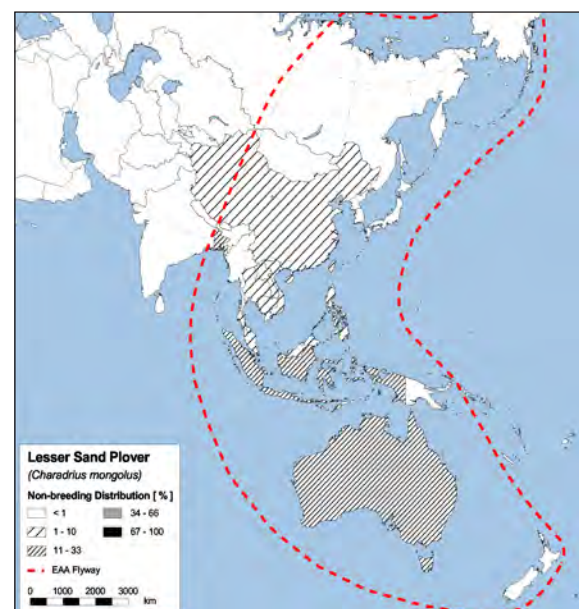 Lesser Sand Plover
(Charadrius mongolus)
Non-breeding Distribution [ % ]
< 1 34 - 66
1 - 10 67 - 100
11 - 33
EAA Flyway
0 1000 2000 3000
km